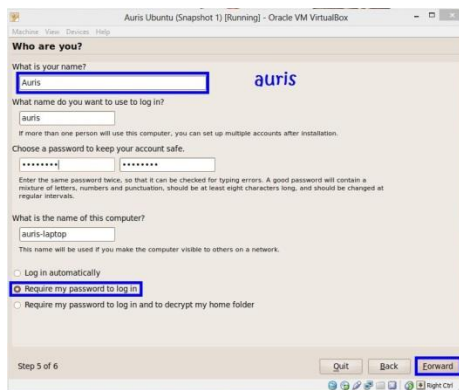 Auris Ubuntu (Snapshot 1) [Running] - Oracle VM VirtualBox
Machine View Devices Help
Who are you?
What is your name?
Auris
auris
What name do you want to use to log in?
auris
If more than one person will use this computer, you can set up multiple accounts after installation.
Choose a password to keep your account safe.
Enter the same password twice, so that it can be checked for typing errors. A good password will contain a
mixture of letters, numbers and punctuation, should be at least eight characters long, and should be changed at
regular intervals.
What is the name of this computer?
auris-laptop
This name will be used if you make the computer visible to others on a network.
Log in automatically
Require my password to log in
Require my password to log in and to decrypt my home folder
Step 5 of 6
Quit Back Forward
Right Ctrl